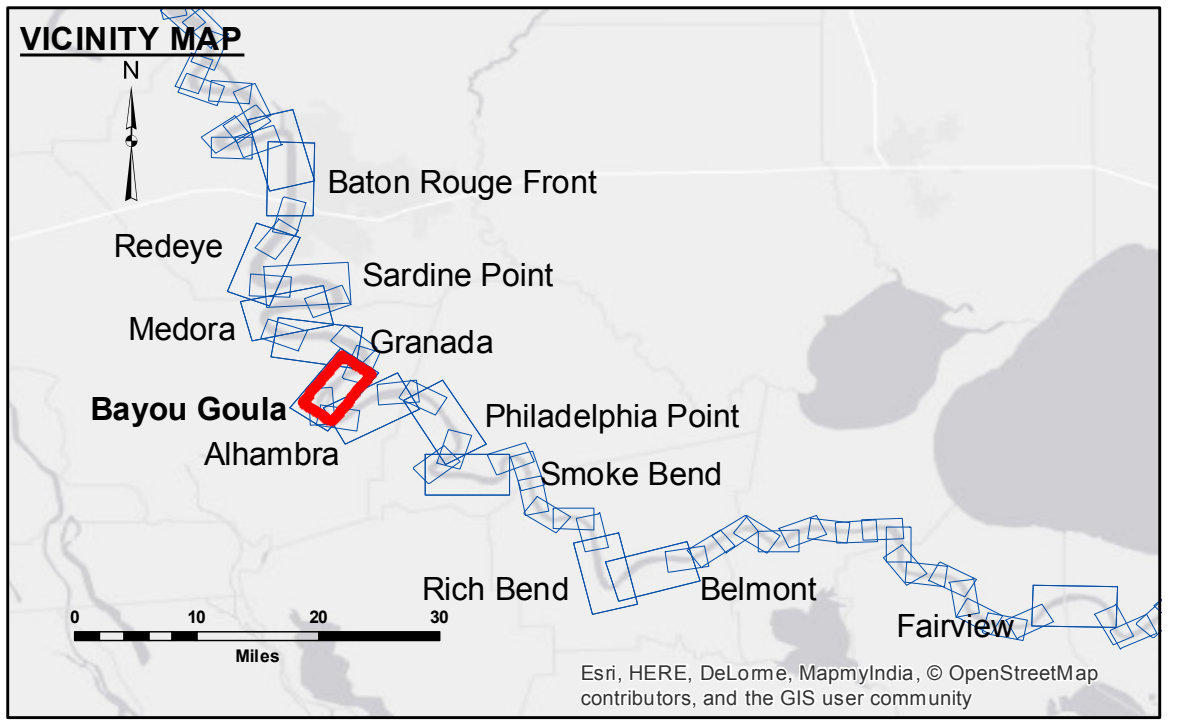 VICINITY MAP
N
Baton Rouge Front
Redeye
Sardine Point
Medora
Granada
Bayou Goula
Philadelphia Point
Alhambra
Smoke Bend
Rich Bend
Belmont
Fairview
0 10 20 30
Miles
Esri, HERE, DeLorme, MapmyIndia, © OpenStreetMap
contributors, and the GIS user community